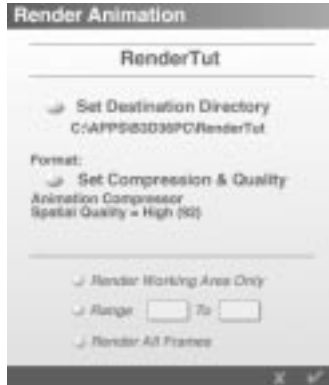 Render Animation
RenderTut
Set Destination Directory
C:\APPS\B3D36PC\RenderTut
Format:
Set Compression & Quality
Animation Compressor
Spatial Quality = High (92)
Render Working Area Only
Range To
Render All Frames